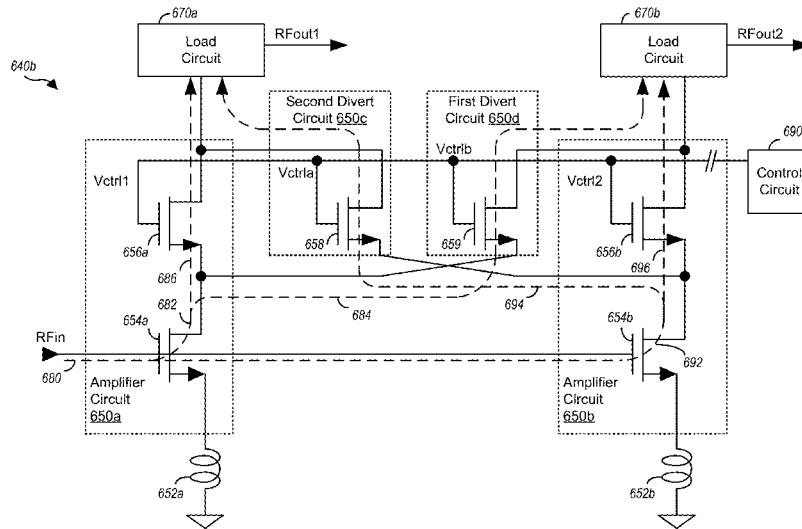 670a
670b
Load
Circuit
RFout1
Load
Circuit
RFout2
640b
Second Divert
Circuit 650c
First Divert
Circuit 650d
690
Control
Circuit
Vctrl1
Vctrla
Vctrlb
Vctrl2
656a
658
659
656b
686
696
682
684
694
654a
654b
RFin
680
692
Amplifier
Circuit
650a
Amplifier
Circuit
650b
652a
652b